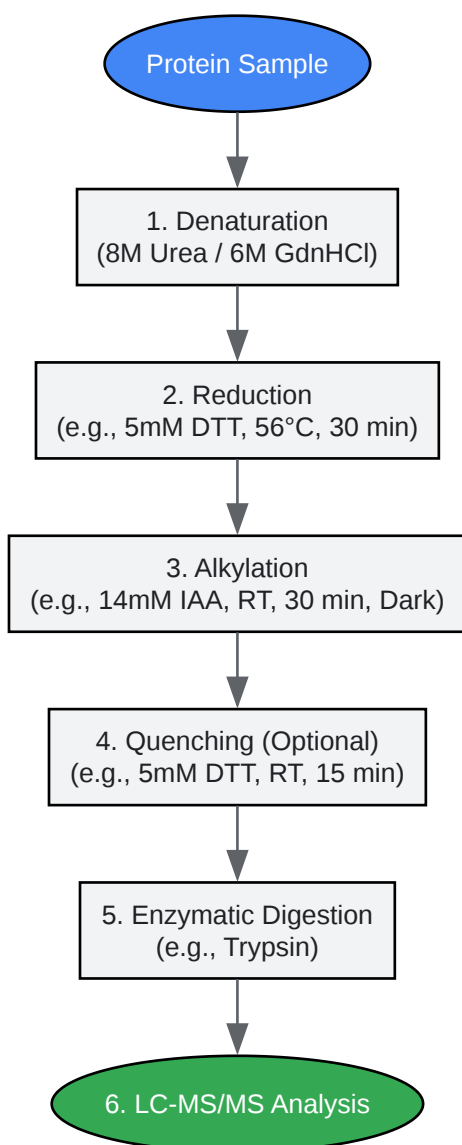 Protein Sample
1. Denaturation
(8M Urea / 6M GdnHCl)
2. Reduction
(e.g., 5mM DTT, 56°C, 30 min)
3. Alkylation
(e.g., 14mM IAA, RT, 30 min, Dark)
4. Quenching (Optional)
(e.g., 5mM DTT, RT, 15 min)
5. Enzymatic Digestion
(e.g., Trypsin)
6. LC-MS/MS Analysis